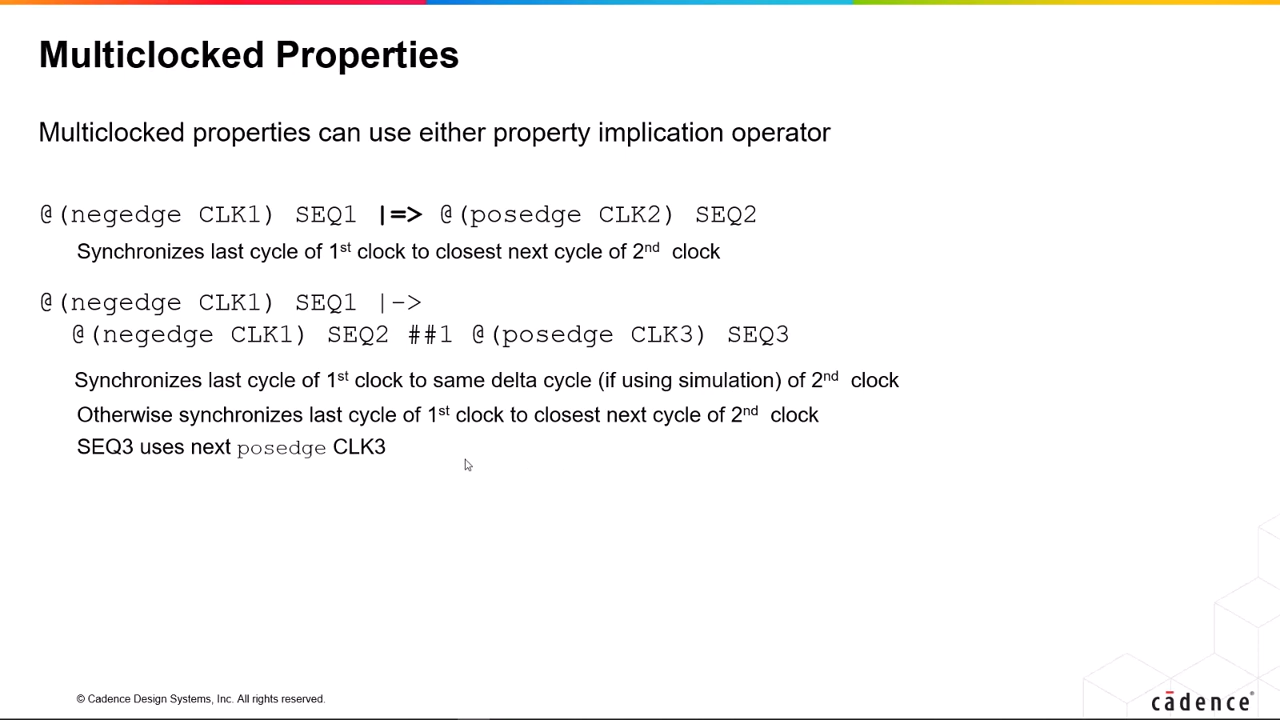 Multiclocked Properties
Multiclocked properties can use either property implication operator
@(negedge CLK1) SEQ1 |=> @(posedge CLK2) SEQ2
Synchronizes last cycle of 1st clock to closest next cycle of 2nd clock
@(negedge CLK1) SEQ1 |->
@(negedge CLK1) SEQ2 ##1 @(posedge CLK3) SEQ3
Synchronizes last cycle of 1st clock to same delta cycle (if using simulation) of 2nd clock
Otherwise synchronizes last cycle of 1st clock to closest next cycle of 2nd clock
SEQ3 uses next posedge CLK3
© Cadence Design Systems, Inc. All rights reserved.
cādence®